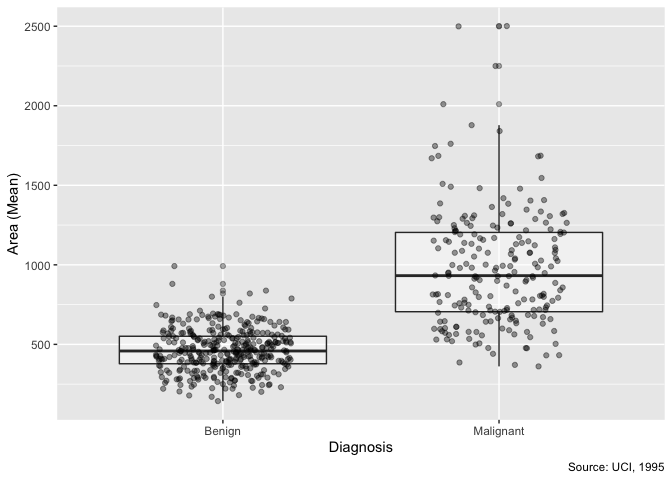 2500
2000
1500
1000
500
Area (Mean)
Benign
Malignant
Diagnosis
Source: UCI, 1995